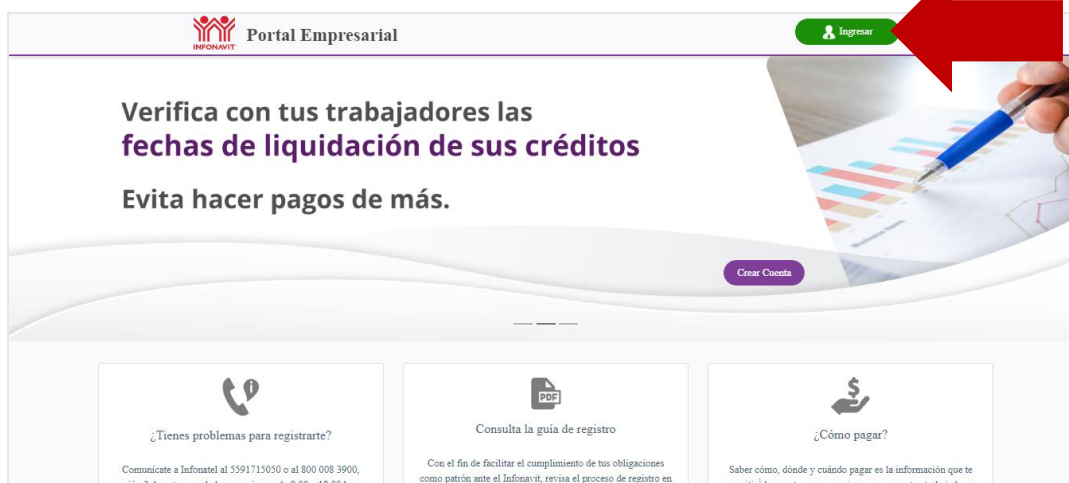 INFONAVIT
Portal Empresarial
Ingresar
Verifica con tus trabajadores las
fechas de liquidación de sus créditos
Evita hacer pagos de más.
Crear Cuenta
PDF
¿Tienes problemas para registrarte?
Comunícate a Infonatel al 5591715050 o al 800 008 3900,
Consulta la guía de registro
Con el fin de facilitar el cumplimiento de tus obligaciones
como patrón ante el Infonavit, revisa el proceso de registro en
¿Cómo pagar?
Saber cómo, dónde y cuándo pagar es la información que te